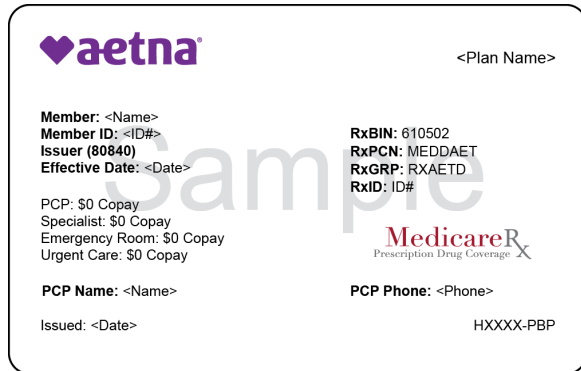 aetna®
<Plan Name>
Member: <Name>
Member ID: <ID#>
Issuer (80840)
Effective Date: <Date>
RxBIN: 610502
RxPCN: MEDDAET
RxGRP: RXAETD
RxID: ID#
Sample
PCP: $0 Copay
Specialist: $0 Copay
Emergency Room: $0 Copay
Urgent Care: $0 Copay
MedicareRx
Prescription Drug Coverage
PCP Name: <Name>
PCP Phone: <Phone>
Issued: <Date>
HXXXX-PBP